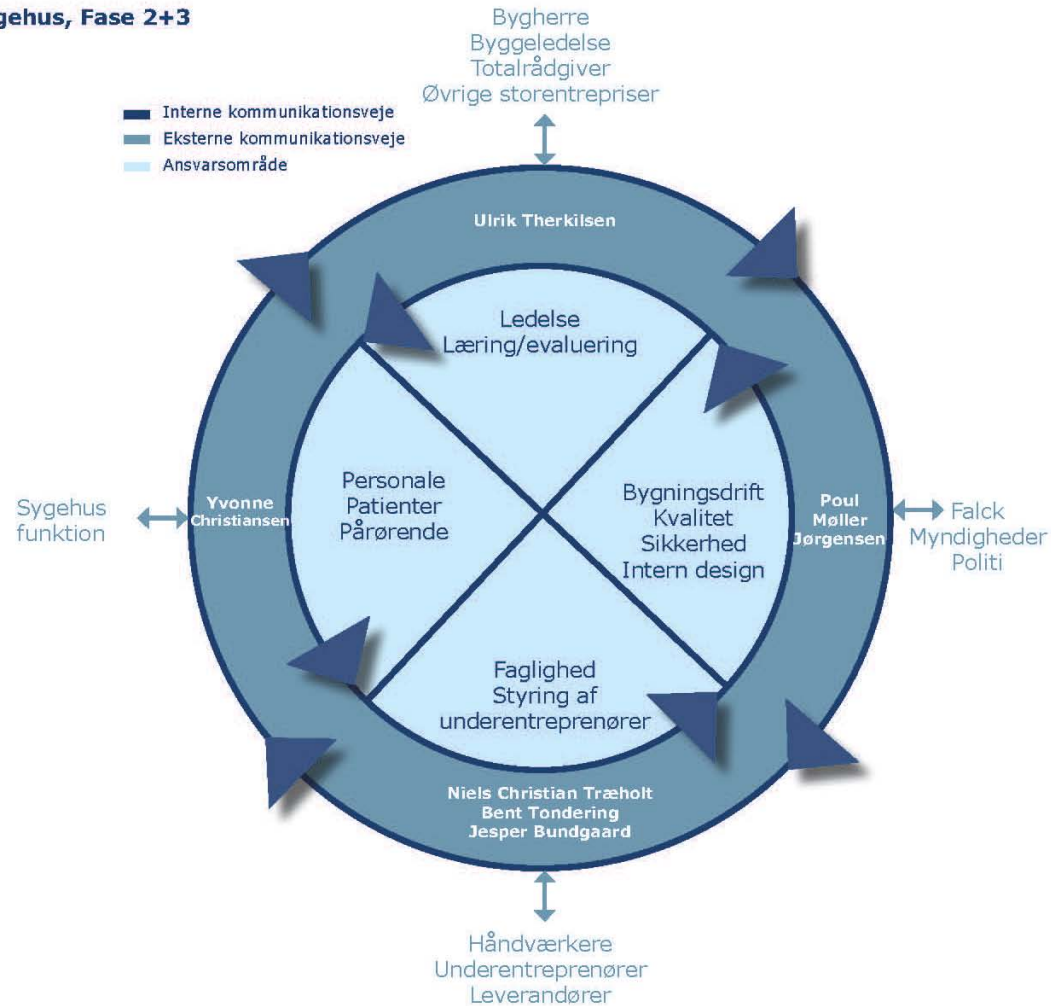 gehus, Fase 2+3
Bygherre
Byggeledelse
Totalrådgiver
Øvrige storentrepriser
Interne kommunikationsveje
Eksterne kommunikationsveje
Ansvarsområde
Ulrik Therkilsen
Ledelse
Læring/evaluering
Sygehus
funktion
Yvonne
Christiansen
Personale
Patienter
Pårørende
Bygningsdrift
Kvalitet
Sikkerhed
Intern design
Poul
Møller
Jørgensen
Falck
Myndigheder
Politi
Faglighed
Styring af
underentreprenører
Niels Christian Træholt
Bent Tondering
Jesper Bundgaard
Håndværkere
Underentreprenører
Leverandører